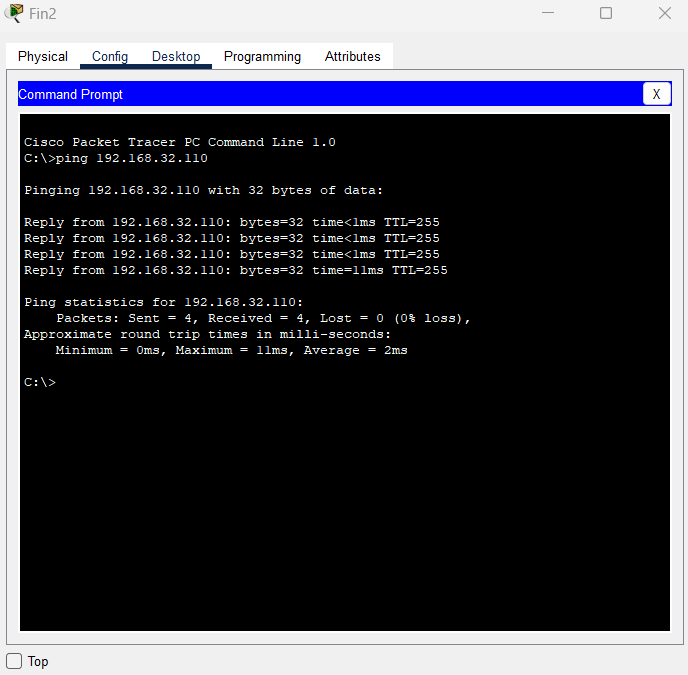 Fin2
Physical Config Desktop Programming Attributes
Command Prompt
X
Cisco Packet Tracer PC Command Line 1.0
C:\>ping 192.168.32.110
Pinging 192.168.32.110 with 32 bytes of data:
Reply from 192.168.32.110: bytes=32 time<1ms TTL=255
Reply from 192.168.32.110: bytes=32 time<1ms TTL=255
Reply from 192.168.32.110: bytes=32 time<1ms TTL=255
Reply from 192.168.32.110: bytes=32 time=11ms TTL=255
Ping statistics for 192.168.32.110:
    Packets: Sent = 4, Received = 4, Lost = 0 (0% loss),
Approximate round trip times in milli-seconds:
    Minimum = 0ms, Maximum = 11ms, Average = 2ms
C:\>
Top